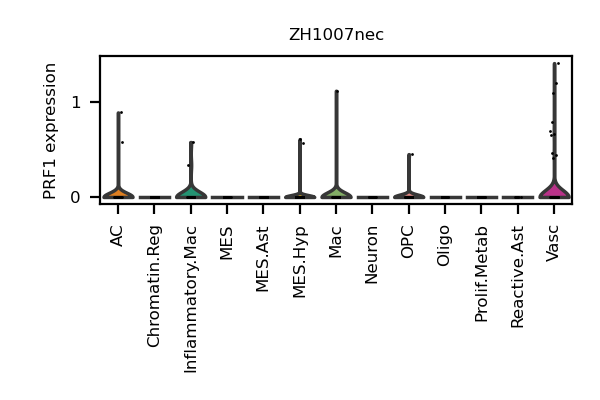 ZH1007nec
PRF1 expression
1
0
AC
Chromatin.Reg
Inflammatory.Mac
MES
MES.Ast
MES.Hyp
Mac
Neuron
OPC
Oligo
Prolif.Metab
Reactive.Ast
Vasc